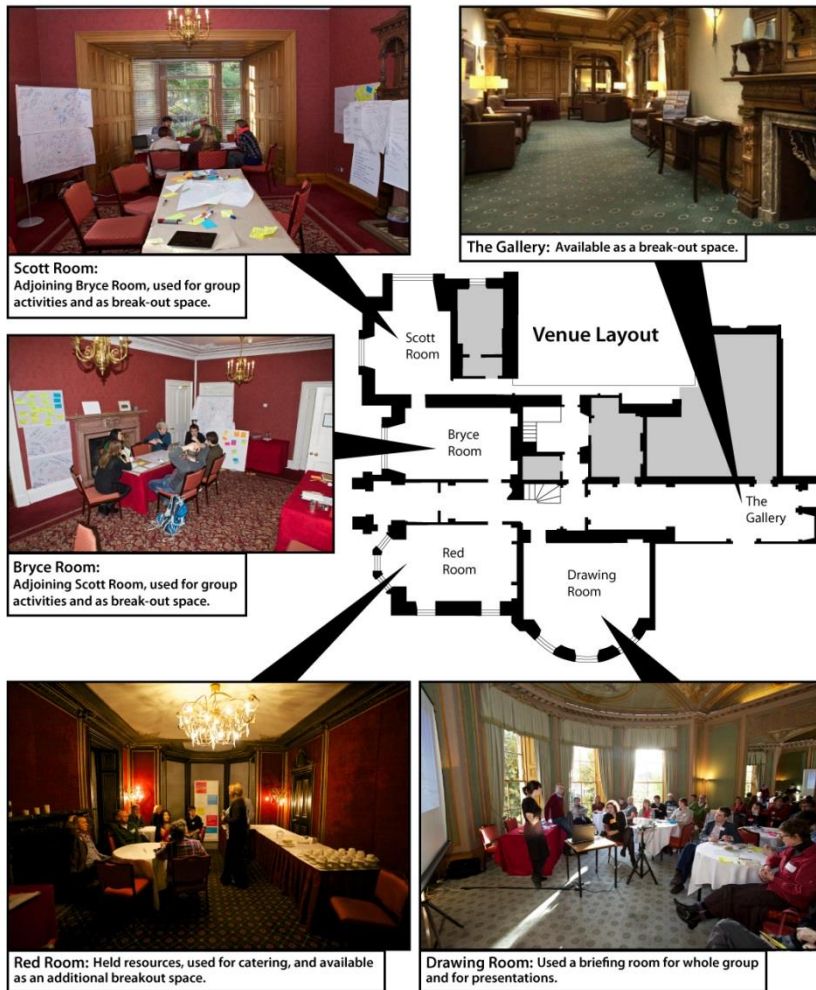 Scott Room:
Adjoining Bryce Room, used for group
activities and as break-out space.
The Gallery: Available as a break-out space.
Venue Layout
Scott
Room
Bryce
Room
The
Gallery
Red
Room
Drawing
Room
Bryce Room:
Adjoining Scott Room, used for group
activities and as break-out space.
Red Room: Held resources, used for catering, and available
as an additional breakout space.
Drawing Room: Used a briefing room for whole group
and for presentations.